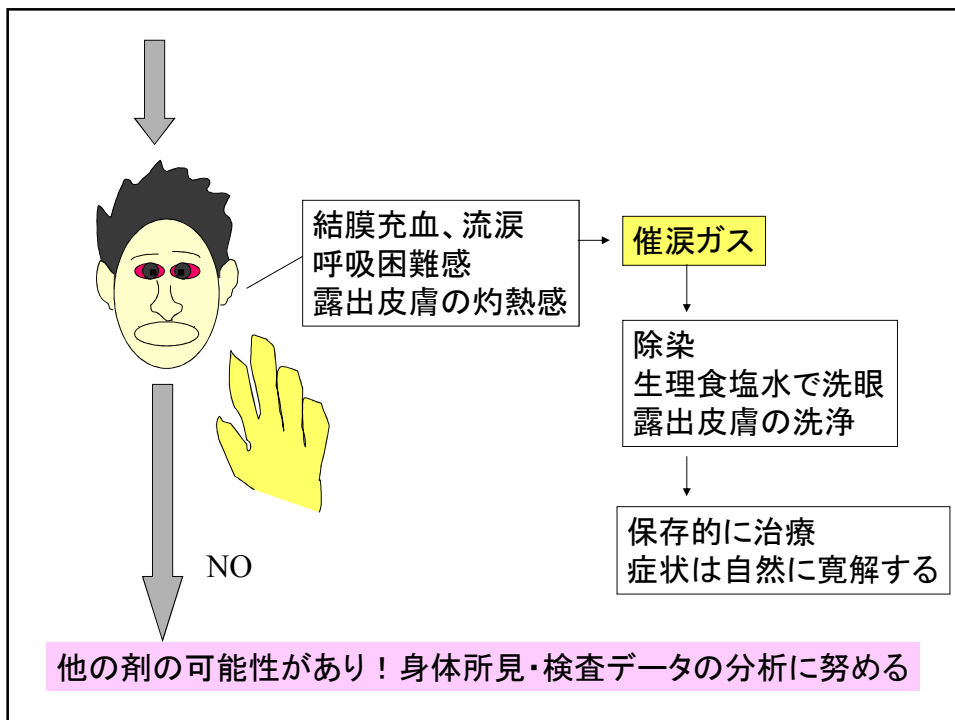 結膜充血、流涙
呼吸困難感
露出皮膚の灼熱感
催涙ガス
除染
生理食塩水で洗眼
露出皮膚の洗浄
保存的に治療
症状は自然に寛解する
NO
他の剤の可能性があり！身体所見・検査データの分析に努める